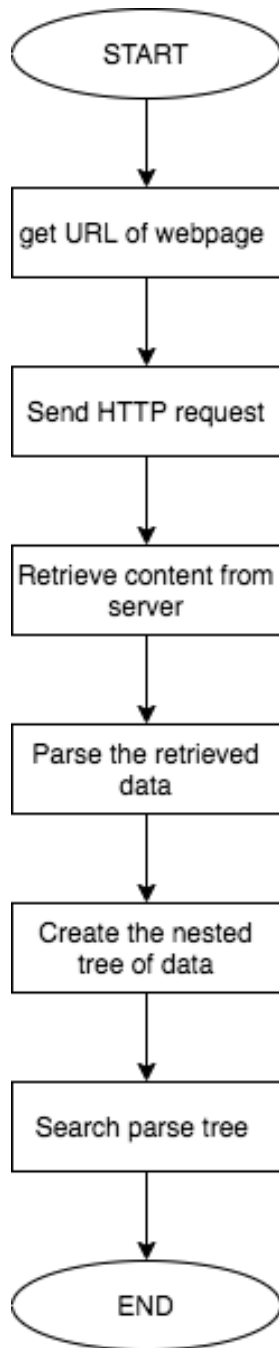 START
get URL of webpage
Send HTTP request
Retrieve content from
server
Parse the retrieved
data
Create the nested
tree of data
Search parse tree
END